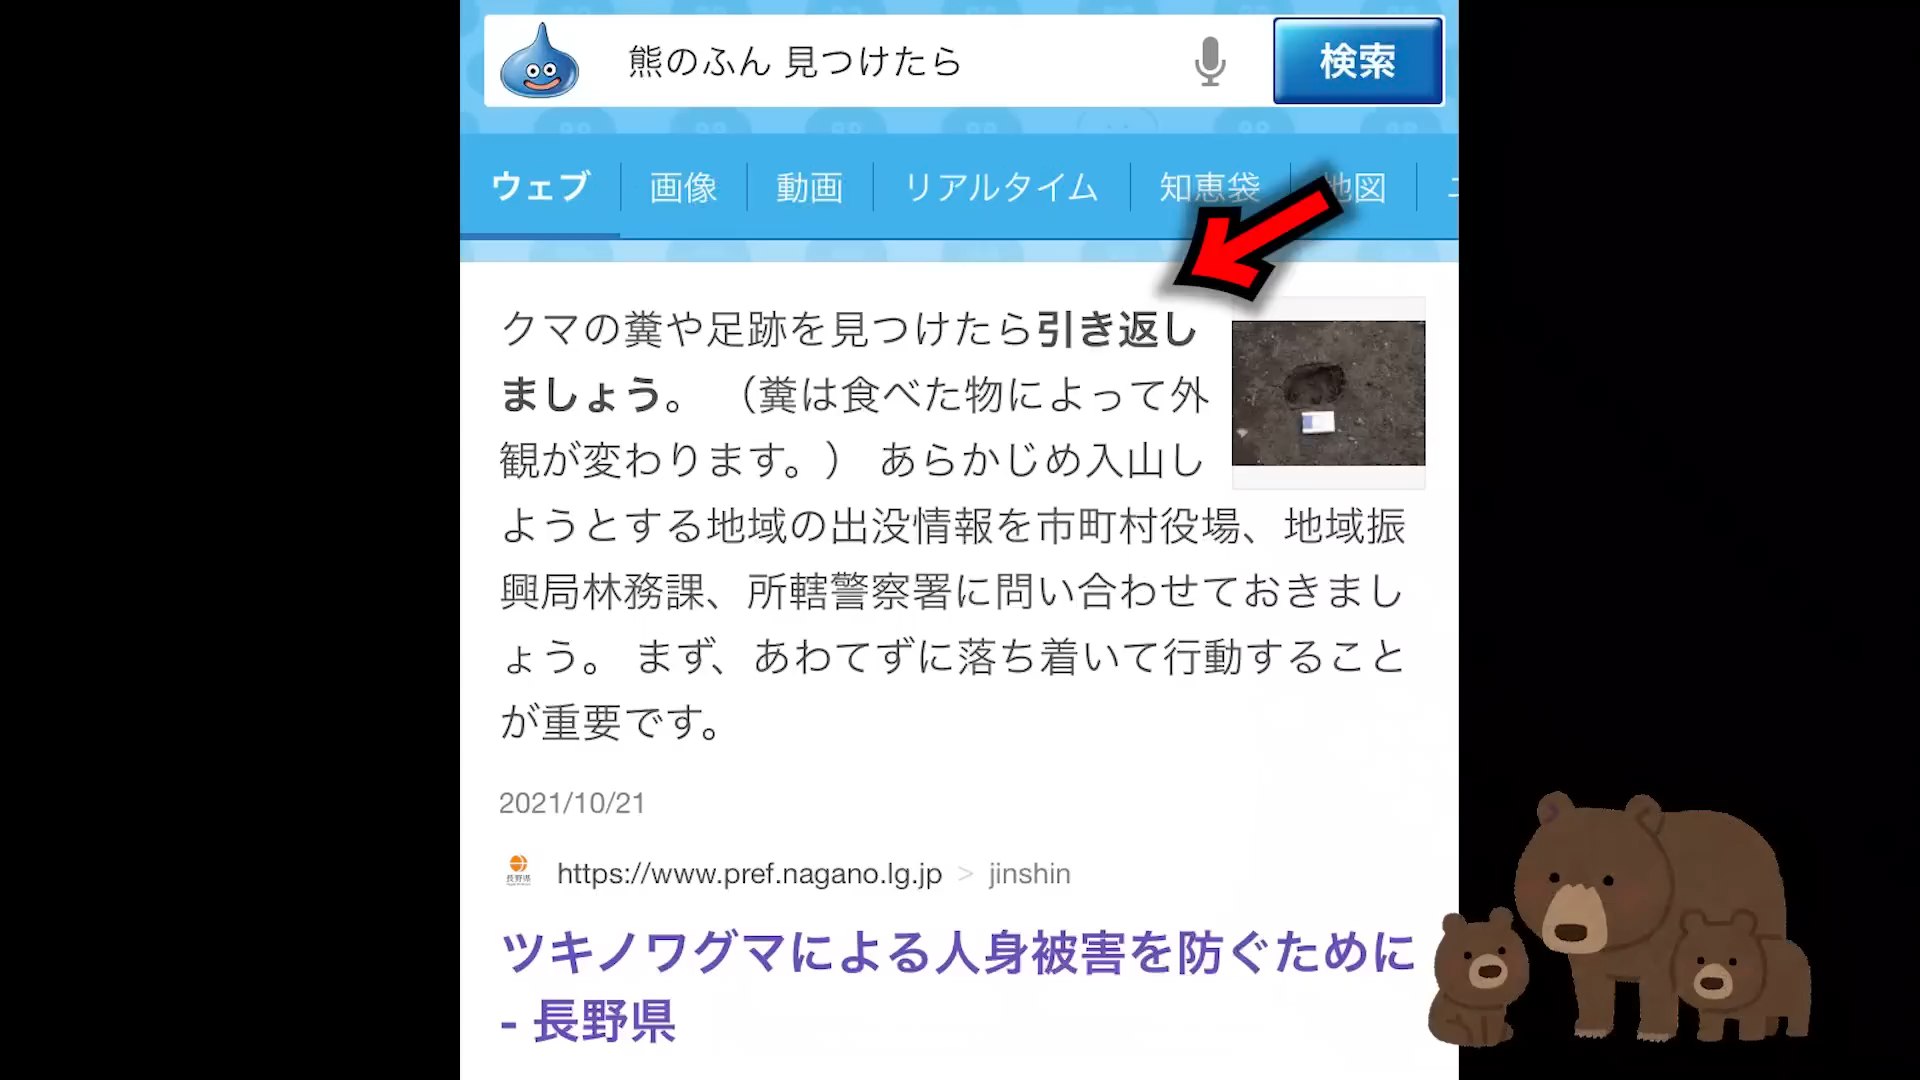 熊のふん 見つけたら
検索
ウェブ 画像 動画 リアルタイム 知恵袋 地図
クマの糞や足跡を見つけたら引き返し
ましょう。 （糞は食べた物によって外
観が変わります。） あらかじめ入山し
ようとする地域の出没情報を市町村役場、地域振
興局林務課、所轄警察署に問い合わせておきまし
ょう。 まず、あわてずに落ち着いて行動すること
が重要です。
2021/10/21
長野県
https://www.pref.nagano.lg.jp > jinshin
ツキノワグマによる人身被害を防ぐために
- 長野県